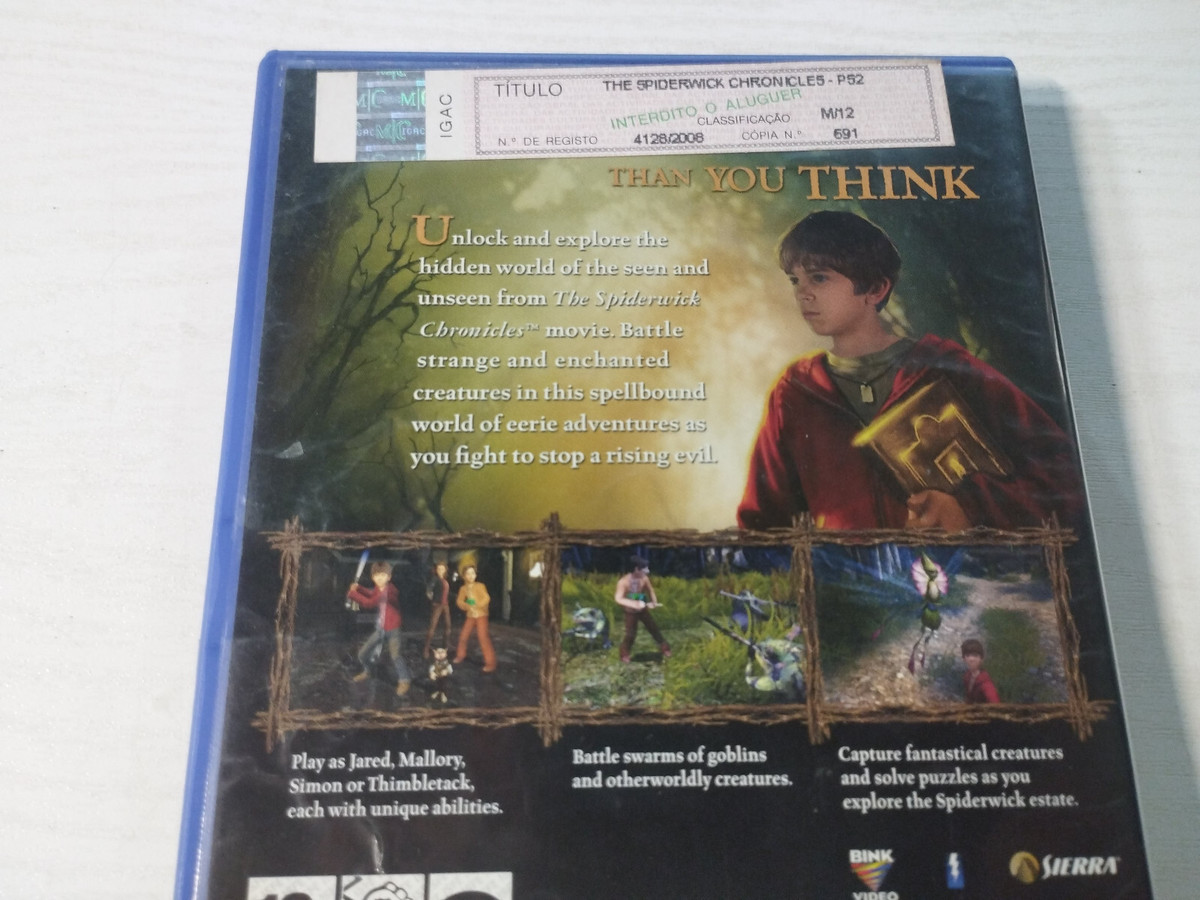 TÍTULO THE SPIDERWICK CHRONICLES - PS2
INTERDITO O ALUGUER
CLASSIFICAÇÃO M/12
N.º DE REGISTO 4128/2008 CÓPIA N.º 691
IGAC
THAN YOU THINK
Unlock and explore the
hidden world of the seen and
unseen from The Spiderwick
Chronicles™ movie. Battle
strange and enchanted
creatures in this spellbound
world of eerie adventures as
you fight to stop a rising evil.
Play as Jared, Mallory,
Simon or Thimbletack,
each with unique abilities.
Battle swarms of goblins
and otherworldly creatures.
Capture fantastical creatures
and solve puzzles as you
explore the Spiderwick estate.
BINK
VIDEO
SIERRA